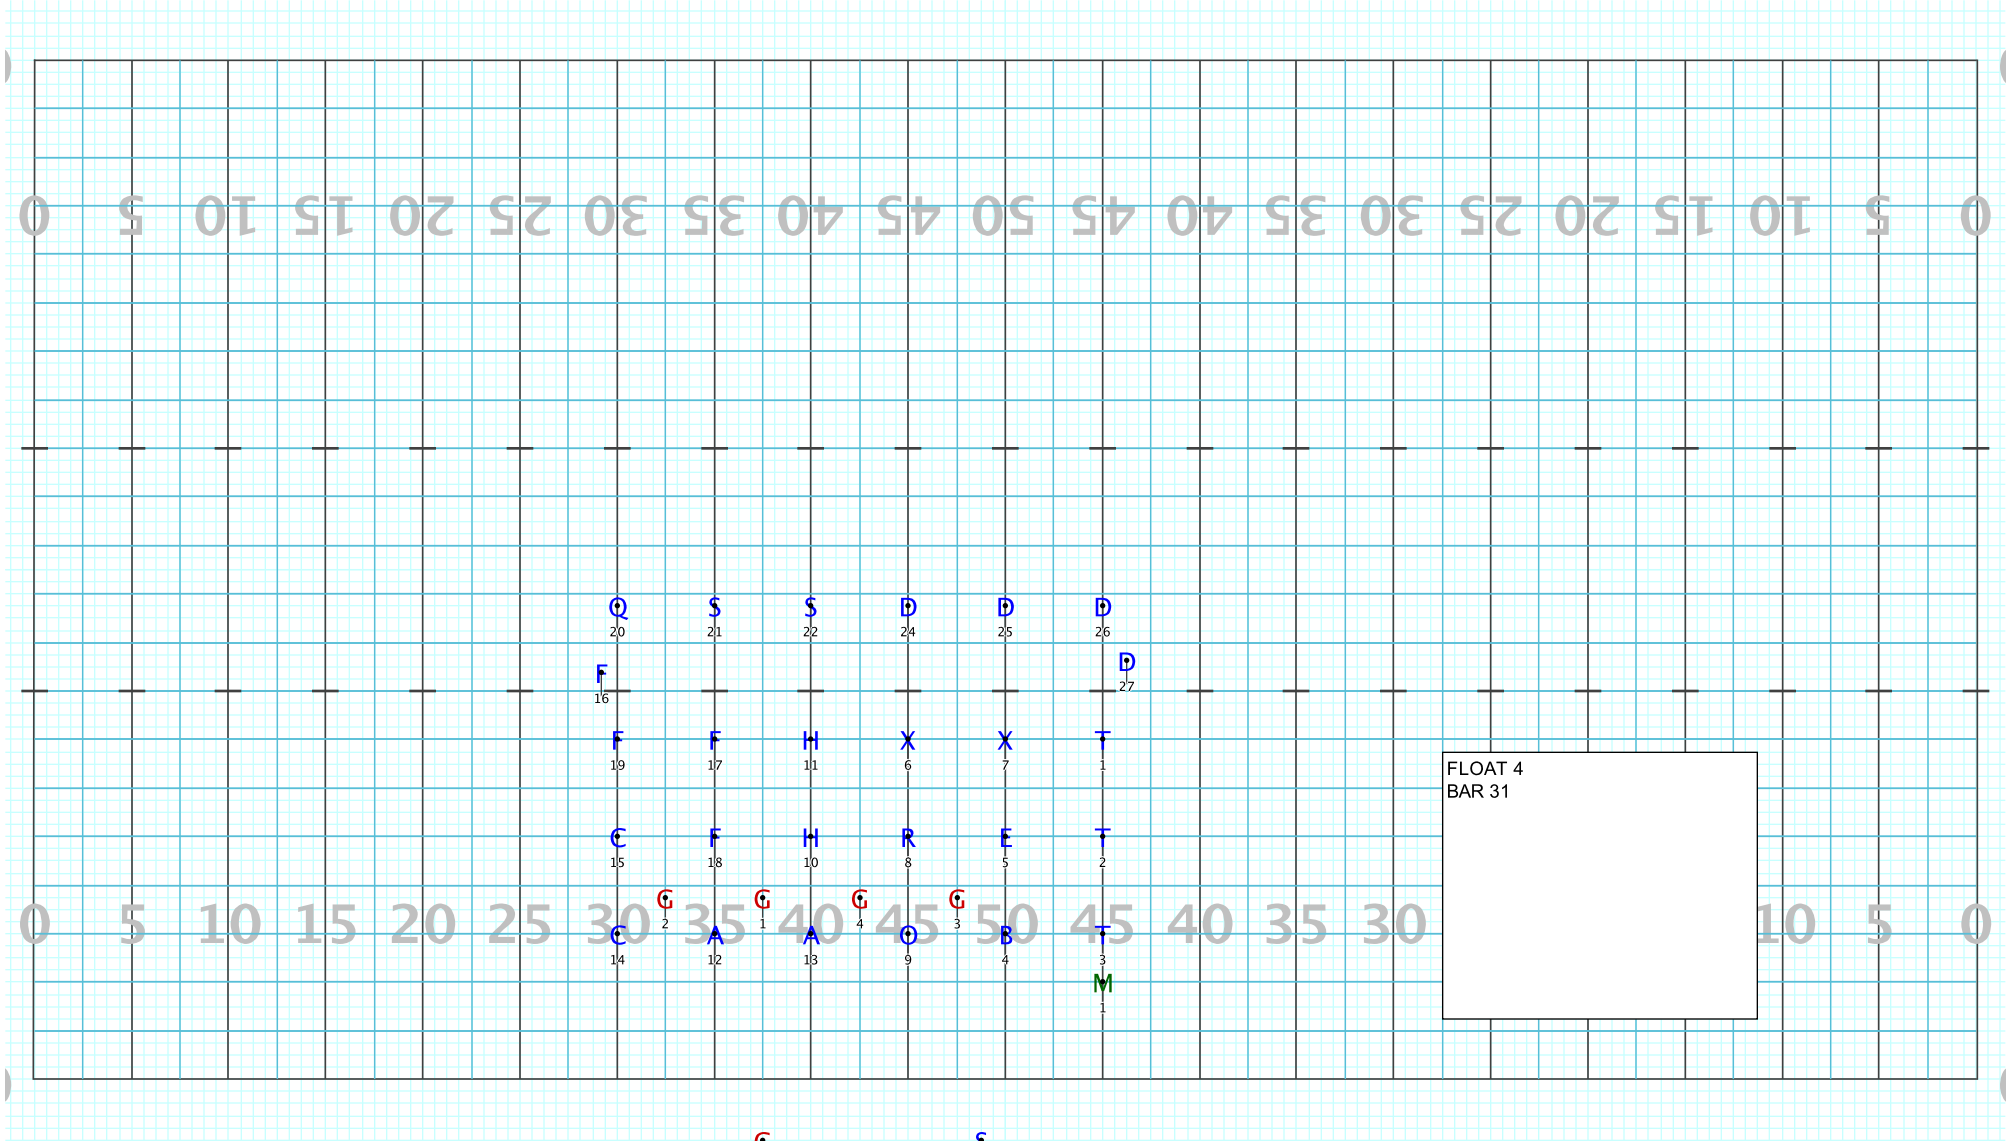 0 5 10 15 20 25 30 35 40 45 50 45 40 35 30 25 20 15 10 5 0
Q S S D D D
20 21 22 24 25 26
F D
16 27
F F H X X T
19 17 11 6 7 1
C F H R E T
15 18 10 8 5 2
FLOAT 4
BAR 31
G G G G
2 1 4 3
0 5 10 15 20 25 30 35 40 45 50 45 40 35 30 10 5 0
C A A O B T
14 12 13 9 4 3
M
1